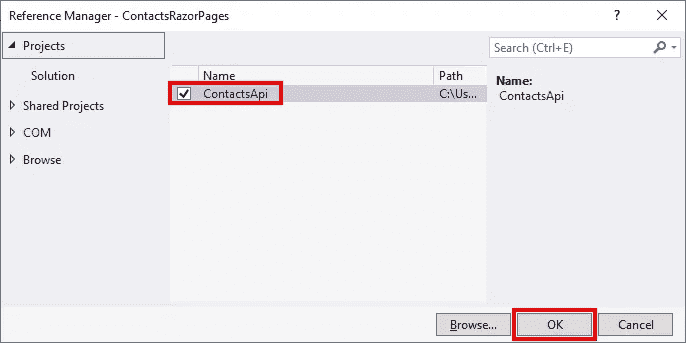 Reference Manager - ContactsRazorPages
Projects
Solution
Shared Projects
COM
Browse
Name Path
ContactsApi C:\Us...
Search (Ctrl+E)
Name:
ContactsApi
Browse... OK Cancel